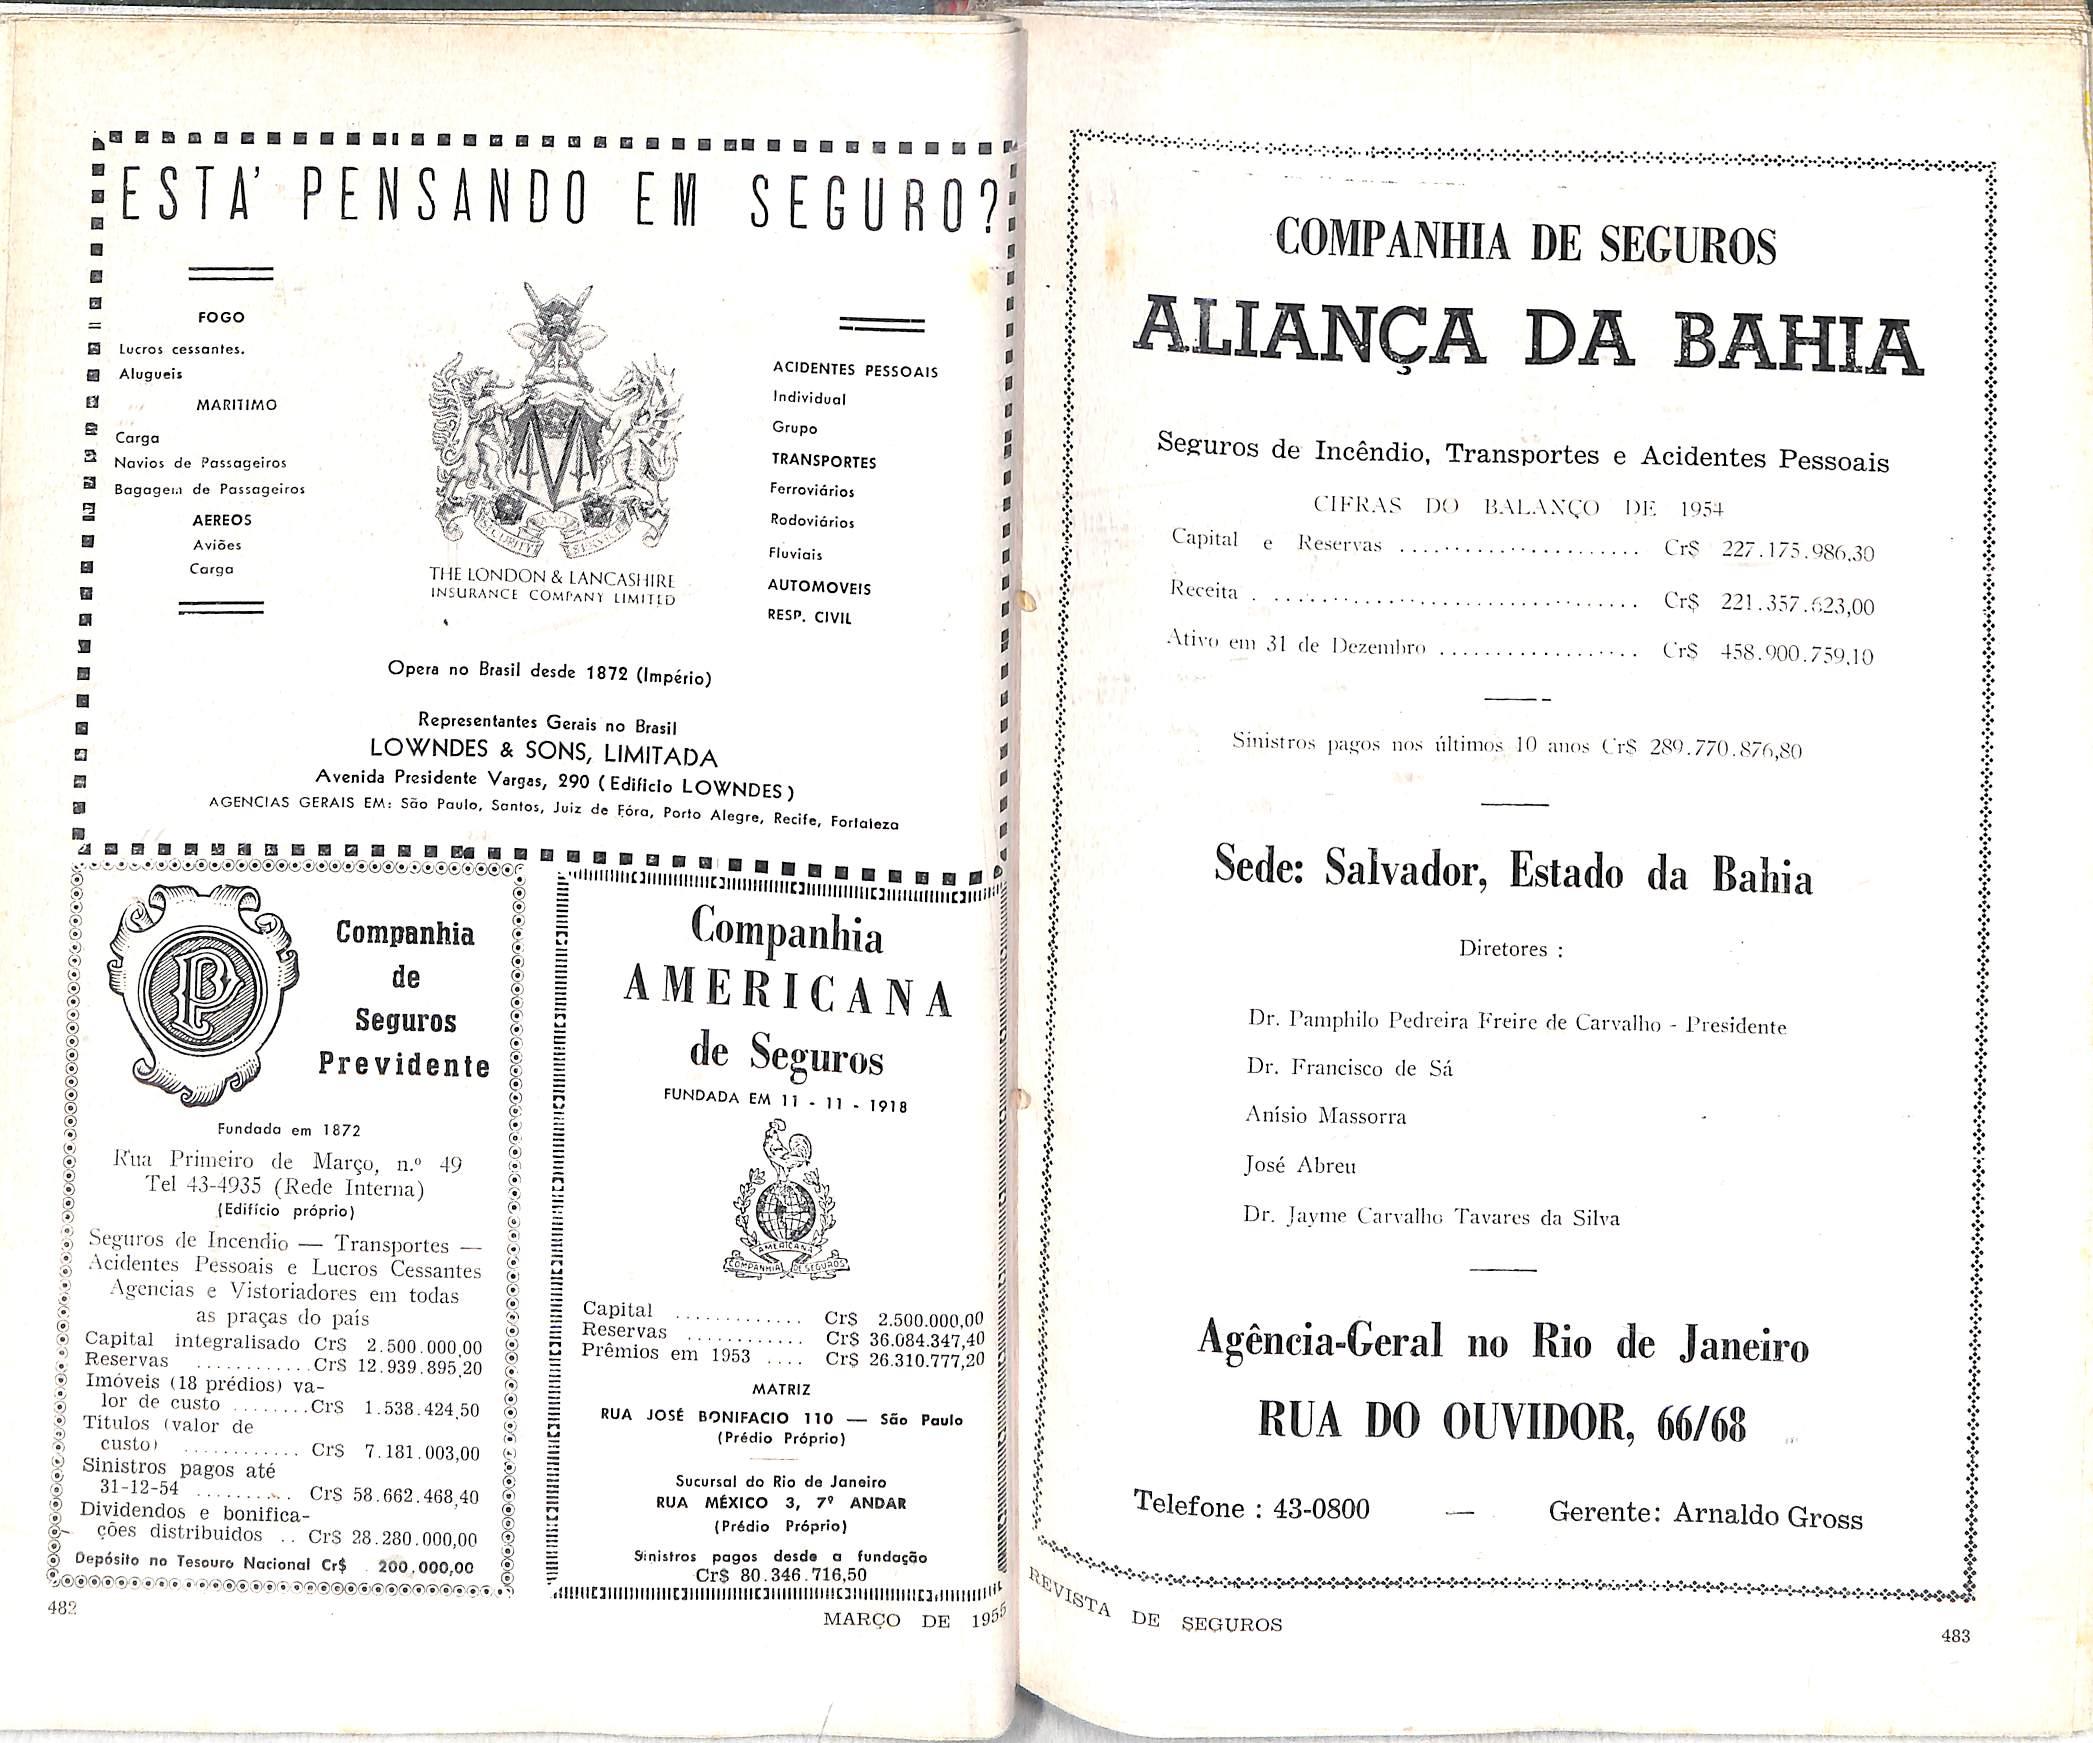 ESTA' PENSANDO EM SEGURO?
FOGO
Lucros cessantes.
Alugueis
MARITIMO
Carga
Navios de Passageiros
Bagagem de Passageiros
AEREOS
Aviões
Carga
SECURITY AND SERVICE
THE LONDON & LANCASHIRE
INSURANCE COMPANY LIMITED
ACIDENTES PESSOAIS
Individual
Grupo
TRANSPORTES
Ferroviários
Rodoviários
Fluviais
AUTOMOVEIS
RESP. CIVIL
Opera no Brasil desde 1872 (Império)
Representantes Gerais no Brasil
LOWNDES & SONS, LIMITADA
Avenida Presidente Vargas, 290 (Edificio LOWNDES)
AGENCIAS GERAIS EM: São Paulo, Santos, Juiz de Fóra, Porto Alegre, Recife, Fortaleza
Companhia
de
Seguros
Previdente
Fundada em 1872
Rua Primeiro de Março, n.º 49
Tel 43-4935 (Rede Interna)
(Edifício próprio)
Seguros de Incendio — Transportes —
Acidentes Pessoais e Lucros Cessantes
Agencias e Vistoriadores em todas
as praças do país
Capital integralisado Cr$ 2.500.000,00
Reservas ........... Cr$ 12.939.895,20
Imóveis (18 prédios) va-
lor de custo ........ Cr$ 1.538.424,50
Titulos (valor de
custo) ............ Cr$ 7.181.003,00
Sinistros pagos até
31-12-54 .......... Cr$ 58.662.468,40
Dividendos e bonifica-
ções distribuidos .. Cr$ 28.280.000,00
Depósito no Tesouro Nacional Cr$ 200.000,00
482
Companhia
AMERICANA
de Seguros
FUNDADA EM 11 - 11 - 1918
AMERICANA
COMPANHIA DE SEGUROS
Capital ............. Cr$ 2.500.000,00
Reservas ............ Cr$ 36.084.347,40
Prêmios em 1953 .... Cr$ 26.310.777,20
MATRIZ
RUA JOSÉ BONIFACIO 110 — São Paulo
(Prédio Próprio)
Sucursal do Rio de Janeiro
RUA MÉXICO 3, 7º ANDAR
(Prédio Próprio)
Sinistros pagos desde a fundação
Cr$ 80.346.716,50
MARÇO DE 1955
COMPANHIA DE SEGUROS
ALIANÇA DA BAHIA
Seguros de Incêndio, Transportes e Acidentes Pessoais
CIFRAS DO BALANÇO DE 1954
Capital e Reservas ...................... Cr$ 227.175.986,30
Receita . .................................. Cr$ 221.357.623,00
Ativo em 31 de Dezembro .................. Cr$ 458.900.759,10
Sinistros pagos nos últimos 10 anos Cr$ 289.770.876,80
Sede: Salvador, Estado da Bahia
Diretores :
Dr. Pamphilo Pedreira Freire de Carvalho - Presidente
Dr. Francisco de Sá
Anísio Massorra
José Abreu
Dr. Jayme Carvalho Tavares da Silva
Agência-Geral no Rio de Janeiro
RUA DO OUVIDOR, 66/68
Telefone : 43-0800 — Gerente: Arnaldo Gross
REVISTA DE SEGUROS
483